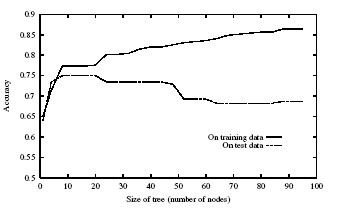 0.9
0.85
0.8
0.75
0.7
0.65
0.6
0.55
0.5
Accuracy
On training data
On test data
0 10 20 30 40 50 60 70 80 90 100
Size of tree (number of nodes)